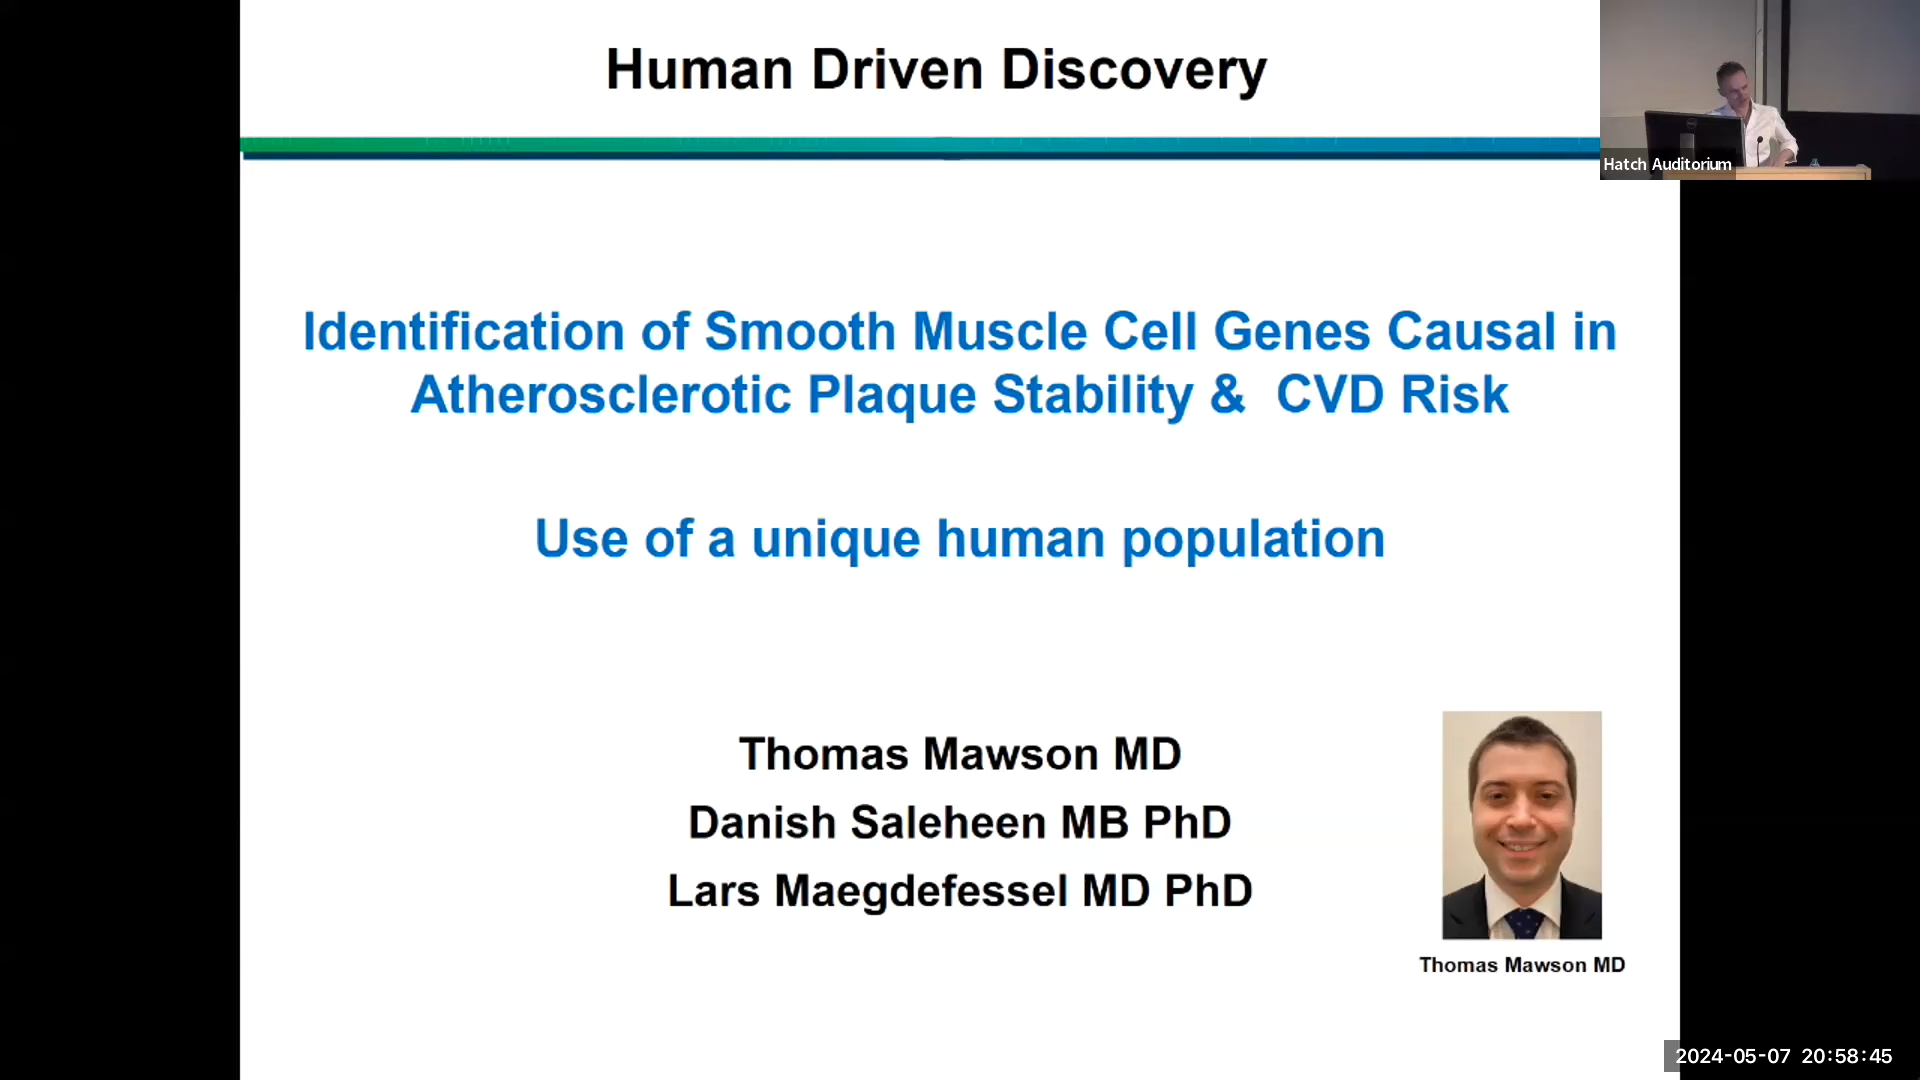 Human Driven Discovery
Hatch Auditorium
Identification of Smooth Muscle Cell Genes Causal in
Atherosclerotic Plaque Stability & CVD Risk
Use of a unique human population
Thomas Mawson MD
Danish Saleheen MB PhD
Lars Maegdefessel MD PhD
Thomas Mawson MD
2024-05-07 20:58:45